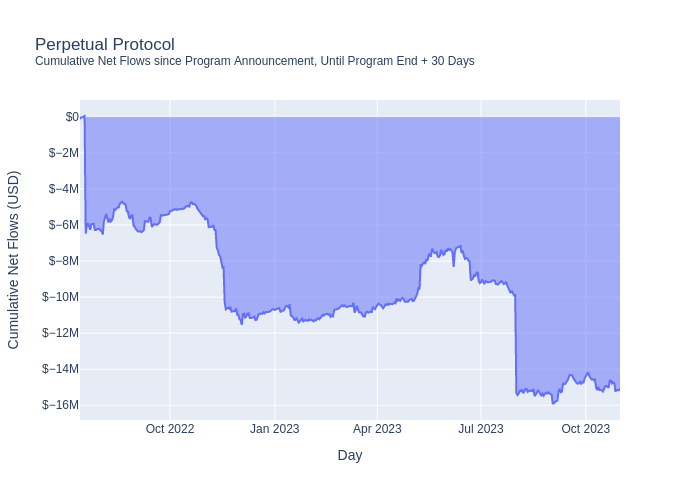 Perpetual Protocol
Cumulative Net Flows since Program Announcement, Until Program End + 30 Days
Cumulative Net Flows (USD)
$0
$−2M
$−4M
$−6M
$−8M
$−10M
$−12M
$−14M
$−16M
Oct 2022
Jan 2023
Apr 2023
Jul 2023
Oct 2023
Day